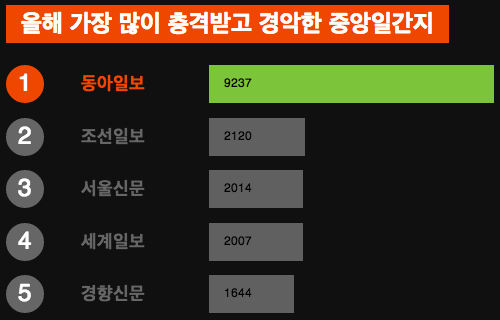 올해 가장 많이 충격받고 경악한 중앙일간지
1 동아일보 9237
2 조선일보 2120
3 서울신문 2014
4 세계일보 2007
5 경향신문 1644